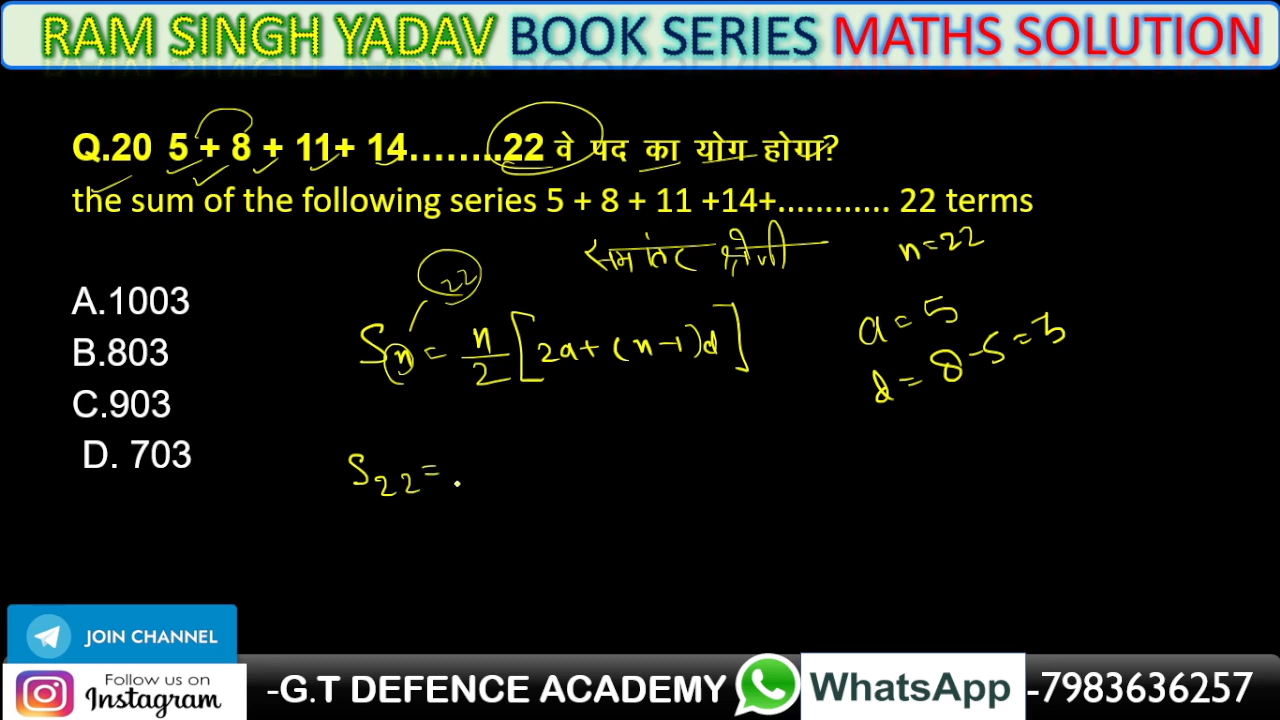 RAM SINGH YADAV BOOK SERIES MATHS SOLUTION
Q.20 5 + 8 + 11+ 14........22 वे पद का योग होगा?
the sum of the following series 5 + 8 + 11 +14+............ 22 terms
समांतर श्रेणी
n=22
22
A.1003
Sn = n/2 [2a+(n-1)d]
a = 5
B.803
d = 8-5=3
C.903
D. 703
S22 = .
JOIN CHANNEL
Follow us on
Instagram
-G.T DEFENCE ACADEMY WhatsApp -7983636257